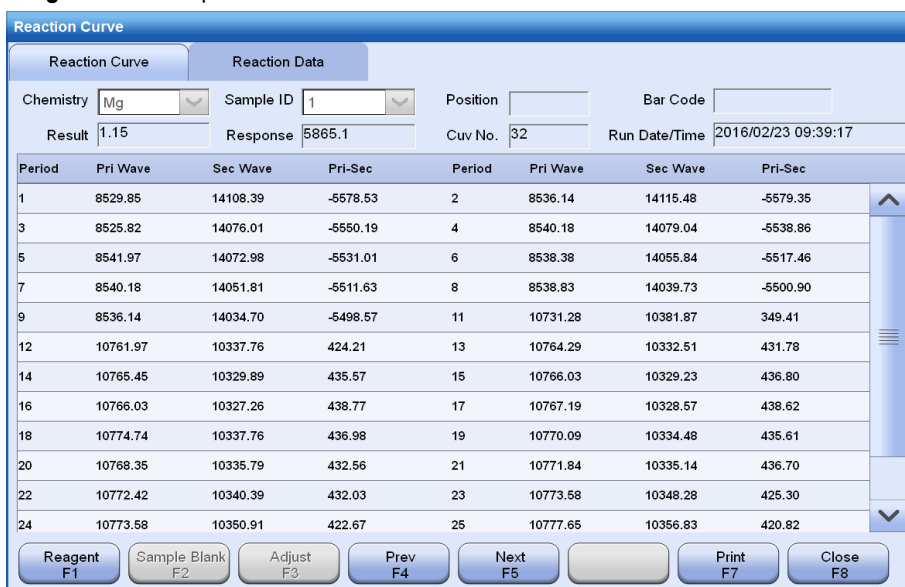 Reaction Curve
Reaction Curve Reaction Data
Chemistry Mg Sample ID 1 Position Bar Code
Result 1.15 Response 5865.1 Cuv No. 32 Run Date/Time 2016/02/23 09:39:17
Period Pri Wave Sec Wave Pri-Sec Period Pri Wave Sec Wave Pri-Sec
1 8529.85 14108.39 -5578.53 2 8536.14 14115.48 -5579.35
3 8525.82 14076.01 -5550.19 4 8540.18 14079.04 -5538.86
5 8541.97 14072.98 -5531.01 6 8538.38 14055.84 -5517.46
7 8540.18 14051.81 -5511.63 8 8538.83 14039.73 -5500.90
9 8536.14 14034.70 -5498.57 11 10731.28 10381.87 349.41
12 10761.97 10337.76 424.21 13 10764.29 10332.51 431.78
14 10765.45 10329.89 435.57 15 10766.03 10329.23 436.80
16 10766.03 10327.26 438.77 17 10767.19 10328.57 438.62
18 10774.74 10337.76 436.98 19 10770.09 10334.48 435.61
20 10768.35 10335.79 432.56 21 10771.84 10335.14 436.70
22 10772.42 10340.39 432.03 23 10773.58 10348.28 425.30
24 10773.58 10350.91 422.67 25 10777.65 10356.83 420.82
Reagent Sample Blank Adjust Prev Next Print Close
F1 F2 F3 F4 F5 F7 F8